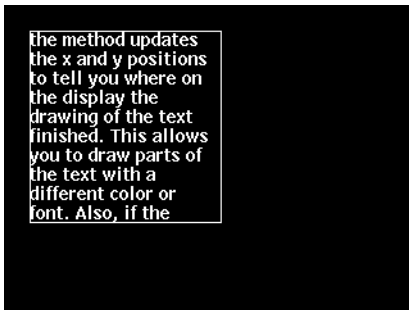 the method updates
the x and y positions
to tell you where on
the display the
drawing of the text
finished. This allows
you to draw parts of
the text with a
different color or
font. Also, if the